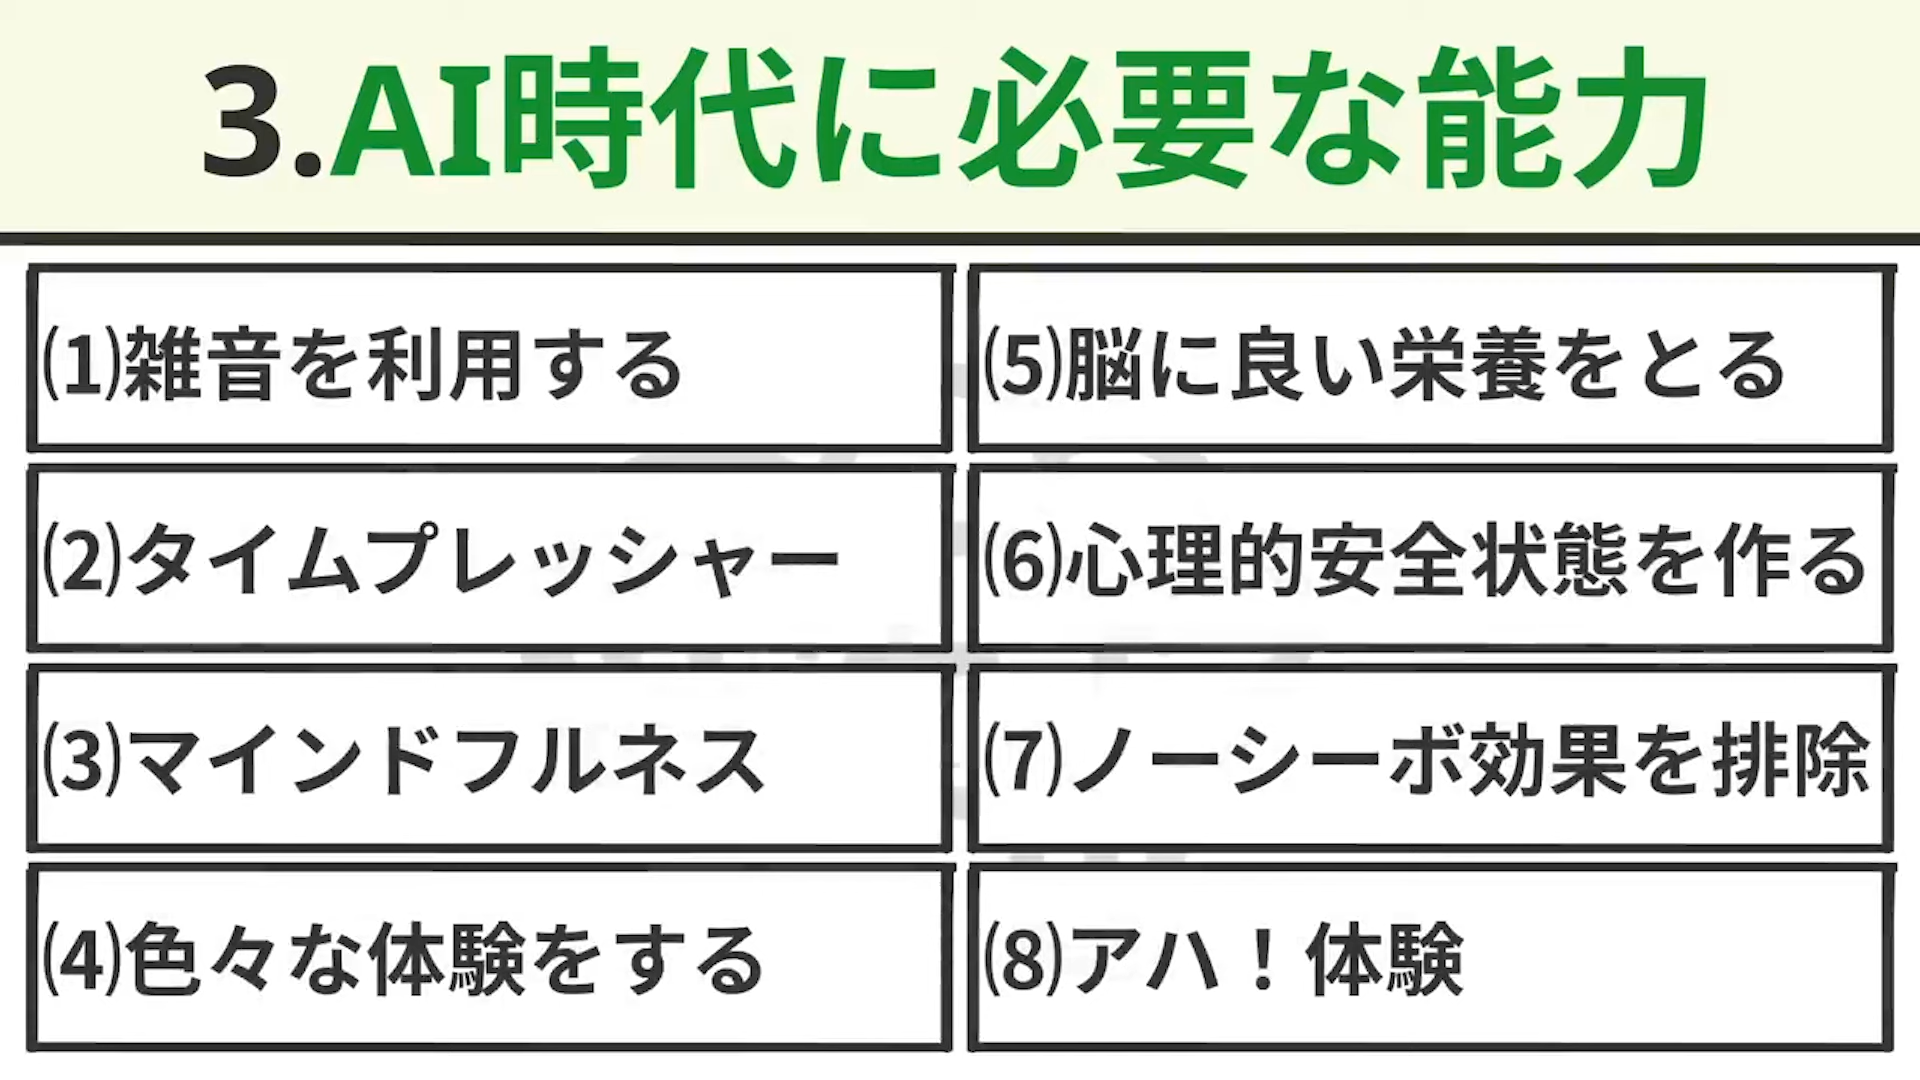 3.AI時代に必要な能力
(1)雑音を利用する
(2)タイムプレッシャー
(3)マインドフルネス
(4)色々な体験をする
(5)脳に良い栄養をとる
(6)心理的安全状態を作る
(7)ノーシーボ効果を排除
(8)アハ！体験